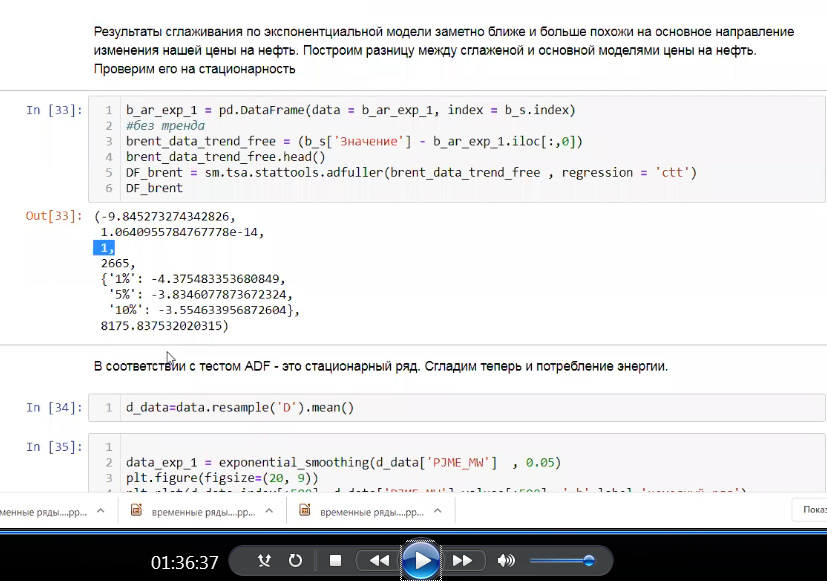 Результаты сглаживания по экспонентциальной модели заметно ближе и больше похожи на основное направление
изменения нашей цены на нефть. Построим разницу между сглаженой и основной моделями цены на нефть.
Проверим его на стационарность
In [33]:
1 b_ar_exp_1 = pd.DataFrame(data = b_ar_exp_1, index = b_s.index)
2 #без тренда
3 brent_data_trend_free = (b_s['Значение'] - b_ar_exp_1.iloc[:,0])
4 brent_data_trend_free.head()
5 DF_brent = sm.tsa.stattools.adfuller(brent_data_trend_free , regression = 'ctt')
6 DF_brent
Out[33]: (-9.845273274342826,
1.0640955784767778e-14,
1,
2665,
{'1%': -4.375483353680849,
'5%': -3.8346077873672324,
'10%': -3.554633956872604},
8175.837532020315)
В соответствии с тестом ADF - это стационарный ряд. Сгладим теперь и потребление энергии.
In [34]:
1 d_data=data.resample('D').mean()
In [35]:
1
2 data_exp_1 = exponential_smoothing(d_data['PJME_MW'] , 0.05)
3 plt.figure(figsize=(20, 9))
менные ряды....pp...
временные ряды....pp...
временные ряды....pp...
Показ
01:36:37